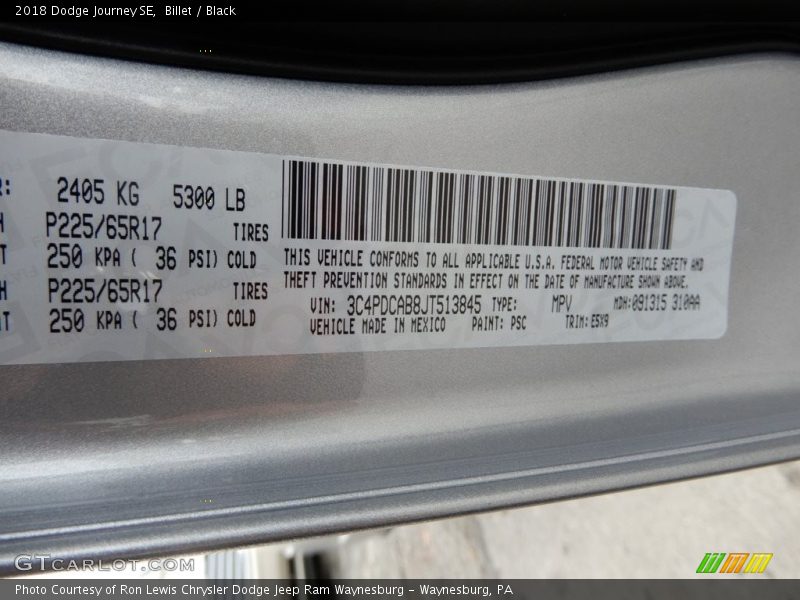 2018 Dodge Journey SE, Billet / Black
2405 KG 5300 LB
P225/65R17 TIRES
250 KPA ( 36 PSI) COLD
P225/65R17 TIRES
250 KPA ( 36 PSI) COLD
THIS VEHICLE CONFORMS TO ALL APPLICABLE U.S.A. FEDERAL MOTOR VEHICLE SAFETY AND
THEFT PREVENTION STANDARDS IN EFFECT ON THE DATE OF MANUFACTURE SHOWN ABOVE.
VIN: 3C4PDCAB8JT513845 TYPE: MPV MDH: 091315 310AA
VEHICLE MADE IN MEXICO PAINT: PSC TRIM: E5X9
GTCARLOT.COM
Photo Courtesy of Ron Lewis Chrysler Dodge Jeep Ram Waynesburg - Waynesburg, PA